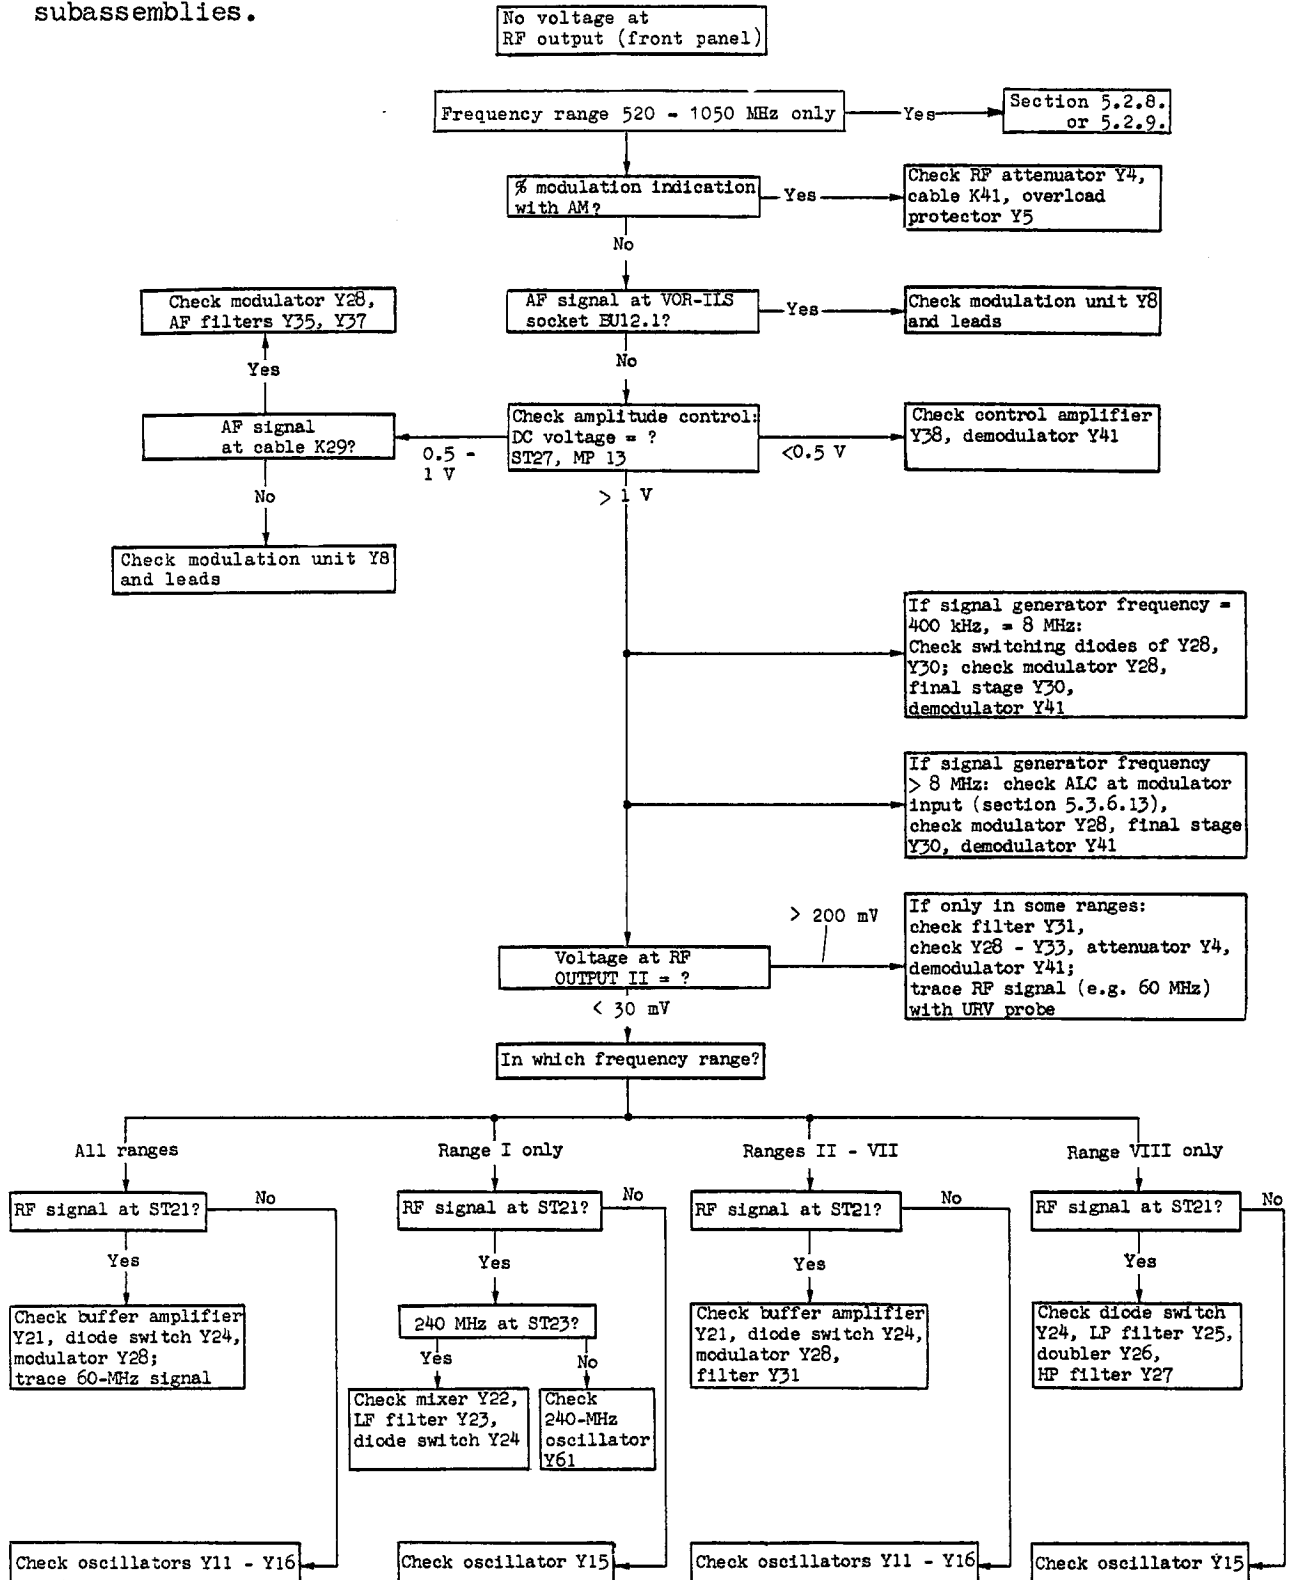 subassemblies.
No voltage at
RF output (front panel)
Frequency range 520 - 1050 MHz only
Yes
Section 5.2.8.
or 5.2.9.
% modulation indication
with AM?
Yes
Check RF attenuator Y4,
cable K41, overload
protector Y5
No
Check modulator Y28,
AF filters Y35, Y37
AF signal at VOR-ILS
socket BU12.1?
Yes
Check modulation unit Y8
and leads
Yes
No
AF signal
at cable K29?
0.5 -
1 V
Check amplitude control:
DC voltage = ?
ST27, MP 13
<0.5 V
Check control amplifier
Y38, demodulator Y41
No
> 1 V
Check modulation unit Y8
and leads
If signal generator frequency =
400 kHz, = 8 MHz:
Check switching diodes of Y28,
Y30; check modulator Y28,
final stage Y30,
demodulator Y41
If signal generator frequency
> 8 MHz: check ALC at modulator
input (section 5.3.6.13),
check modulator Y28, final stage
Y30, demodulator Y41
Voltage at RF
OUTPUT II = ?
> 200 mV
If only in some ranges:
check filter Y31,
check Y28 - Y33, attenuator Y4,
demodulator Y41;
trace RF signal (e.g. 60 MHz)
with URV probe
< 30 mV
In which frequency range?
All ranges
Range I only
Ranges II - VII
Range VIII only
RF signal at ST21?
No
RF signal at ST21?
No
RF signal at ST21?
No
RF signal at ST21?
No
Yes
Yes
Yes
Yes
Check buffer amplifier
Y21, diode switch Y24,
modulator Y28;
trace 60-MHz signal
240 MHz at ST23?
Yes
No
Check mixer Y22,
LF filter Y23,
diode switch Y24
Check
240-MHz
oscillator
Y61
Check buffer amplifier
Y21, diode switch Y24,
modulator Y28,
filter Y31
Check diode switch
Y24, LP filter Y25,
doubler Y26,
HP filter Y27
Check oscillators Y11 - Y16
Check oscillator Y15
Check oscillators Y11 - Y16
Check oscillator Y15